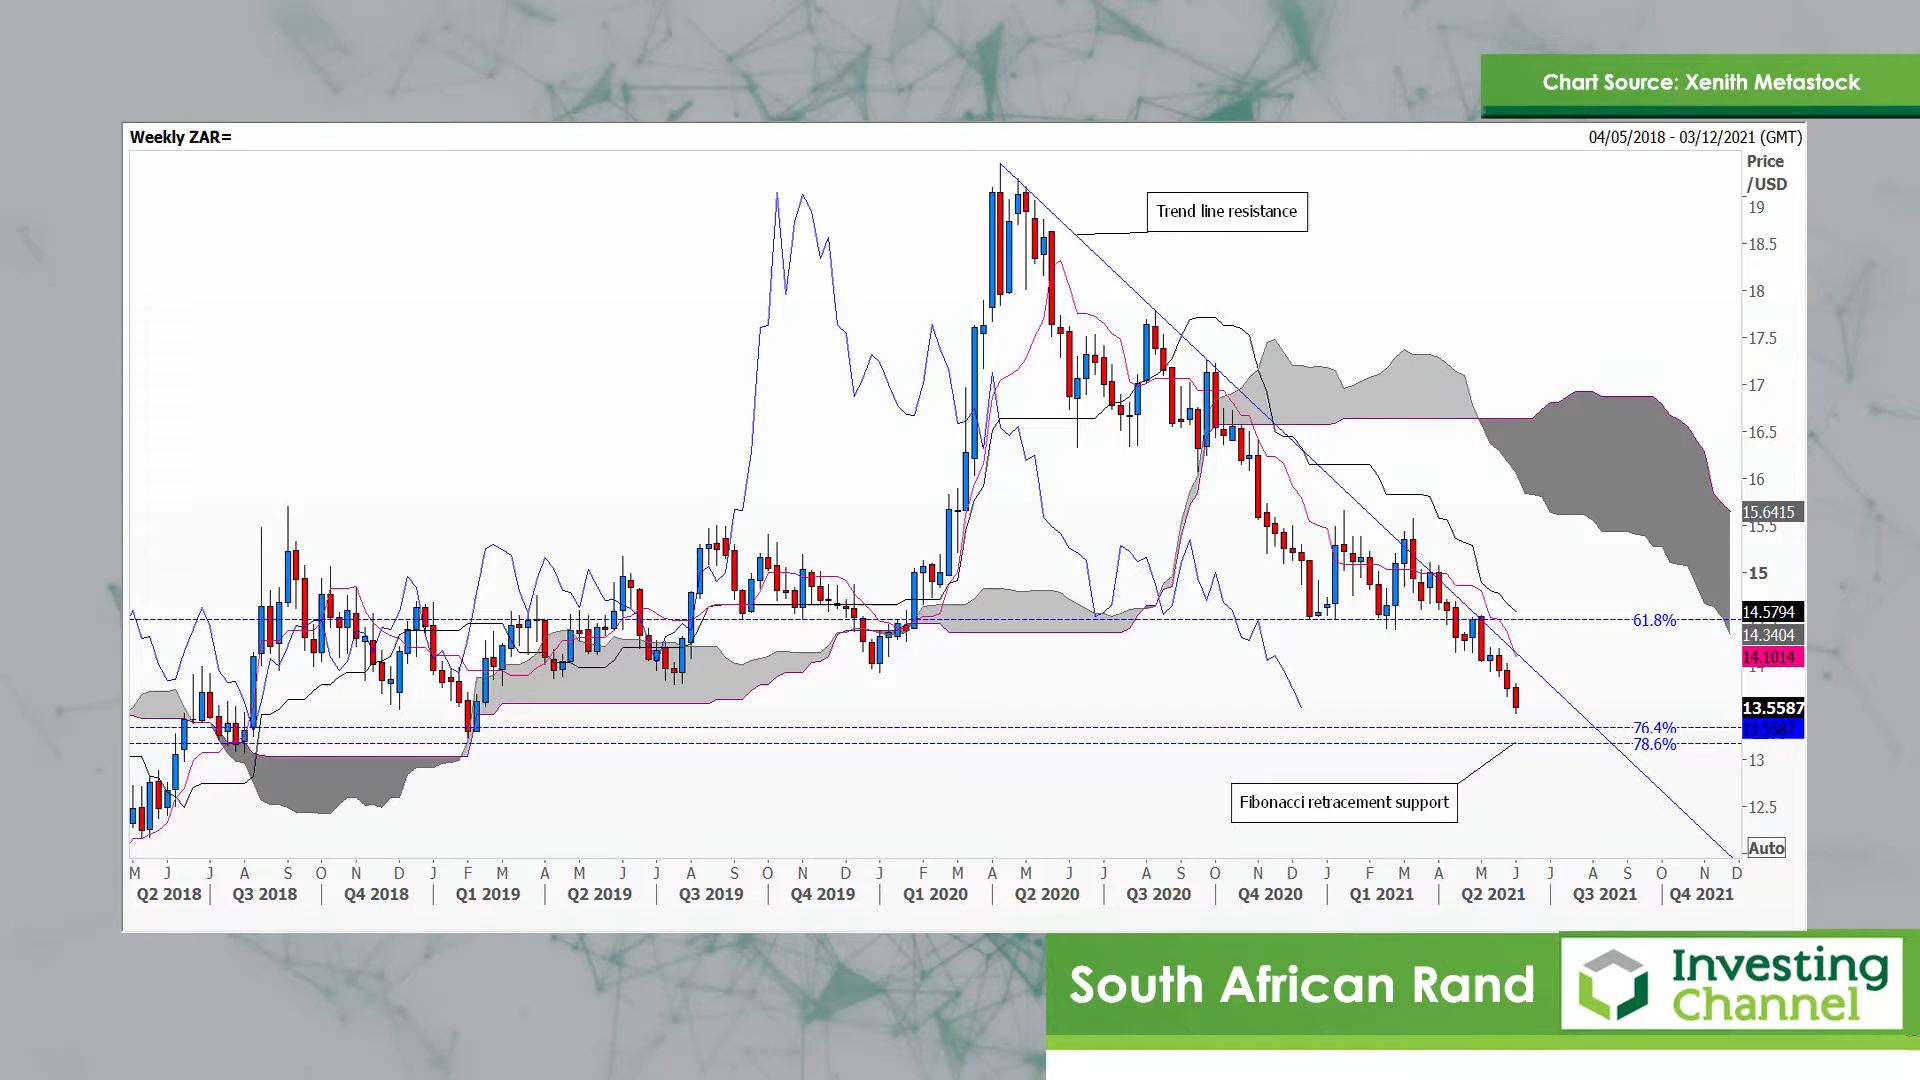 Chart Source: Xenith Metastock
Weekly ZAR=
04/05/2018 - 03/12/2021 (GMT)
Price
/USD
Trend line resistance
19
18.5
18
17.5
17
16.5
16
15.6415
15.5
15
14.5794
61.8%
14.3404
14.1014
14
13.5587
76.4%
13.5587
78.6%
13
Fibonacci retracement support
12.5
Auto
M J J A S O N D J F M A M J J A S O N D J F M A M J J A S O N D J F M A M J J A S O N D
Q2 2018 Q3 2018 Q4 2018 Q1 2019 Q2 2019 Q3 2019 Q4 2019 Q1 2020 Q2 2020 Q3 2020 Q4 2020 Q1 2021 Q2 2021 Q3 2021 Q4 2021
South African Rand
Investing
Channel